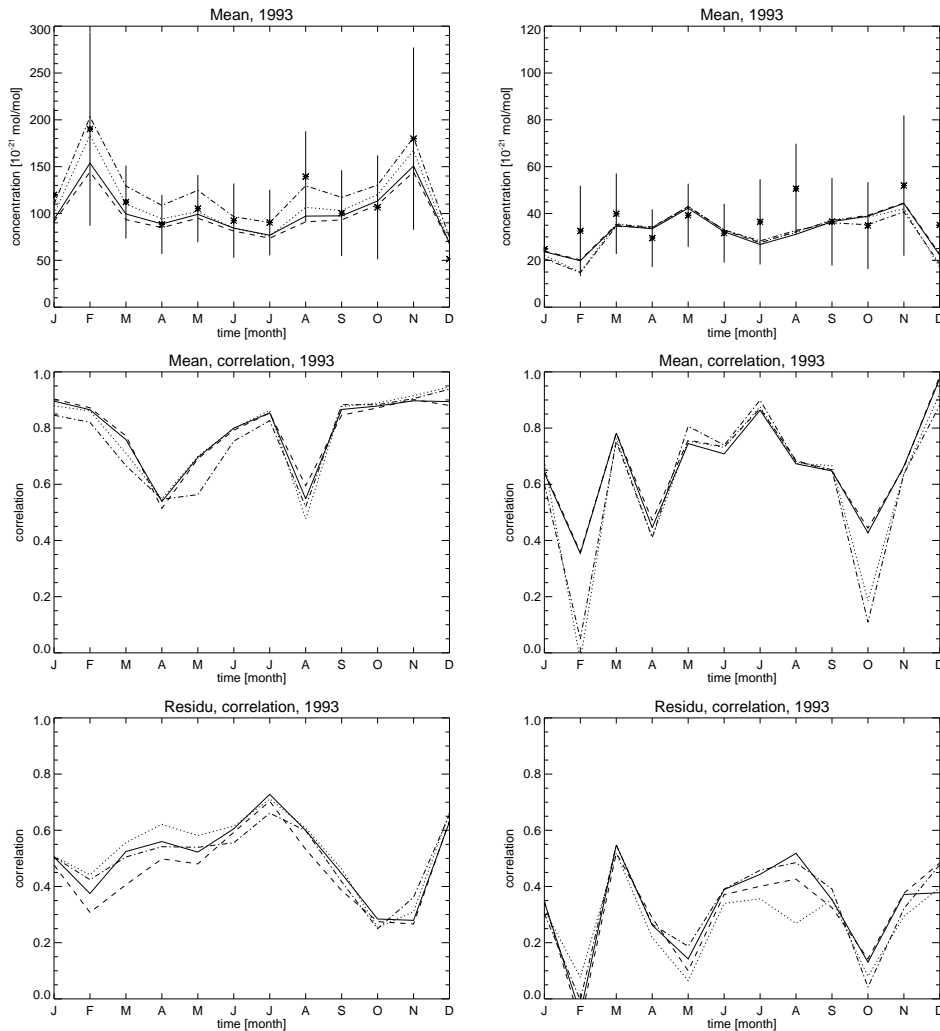 Mean, 1993
concentration [10⁻²¹ mol/mol]
300
250
200
150
100
50
0
J F M A M J J A S O N D
time [month]
Mean, 1993
concentration [10⁻²¹ mol/mol]
120
100
80
60
40
20
0
J F M A M J J A S O N D
time [month]
Mean, correlation, 1993
correlation
1.0
0.8
0.6
0.4
0.2
0.0
J F M A M J J A S O N D
time [month]
Mean, correlation, 1993
correlation
1.0
0.8
0.6
0.4
0.2
0.0
J F M A M J J A S O N D
time [month]
Residu, correlation, 1993
correlation
1.0
0.8
0.6
0.4
0.2
0.0
J F M A M J J A S O N D
time [month]
Residu, correlation, 1993
correlation
1.0
0.8
0.6
0.4
0.2
0.0
J F M A M J J A S O N D
time [month]